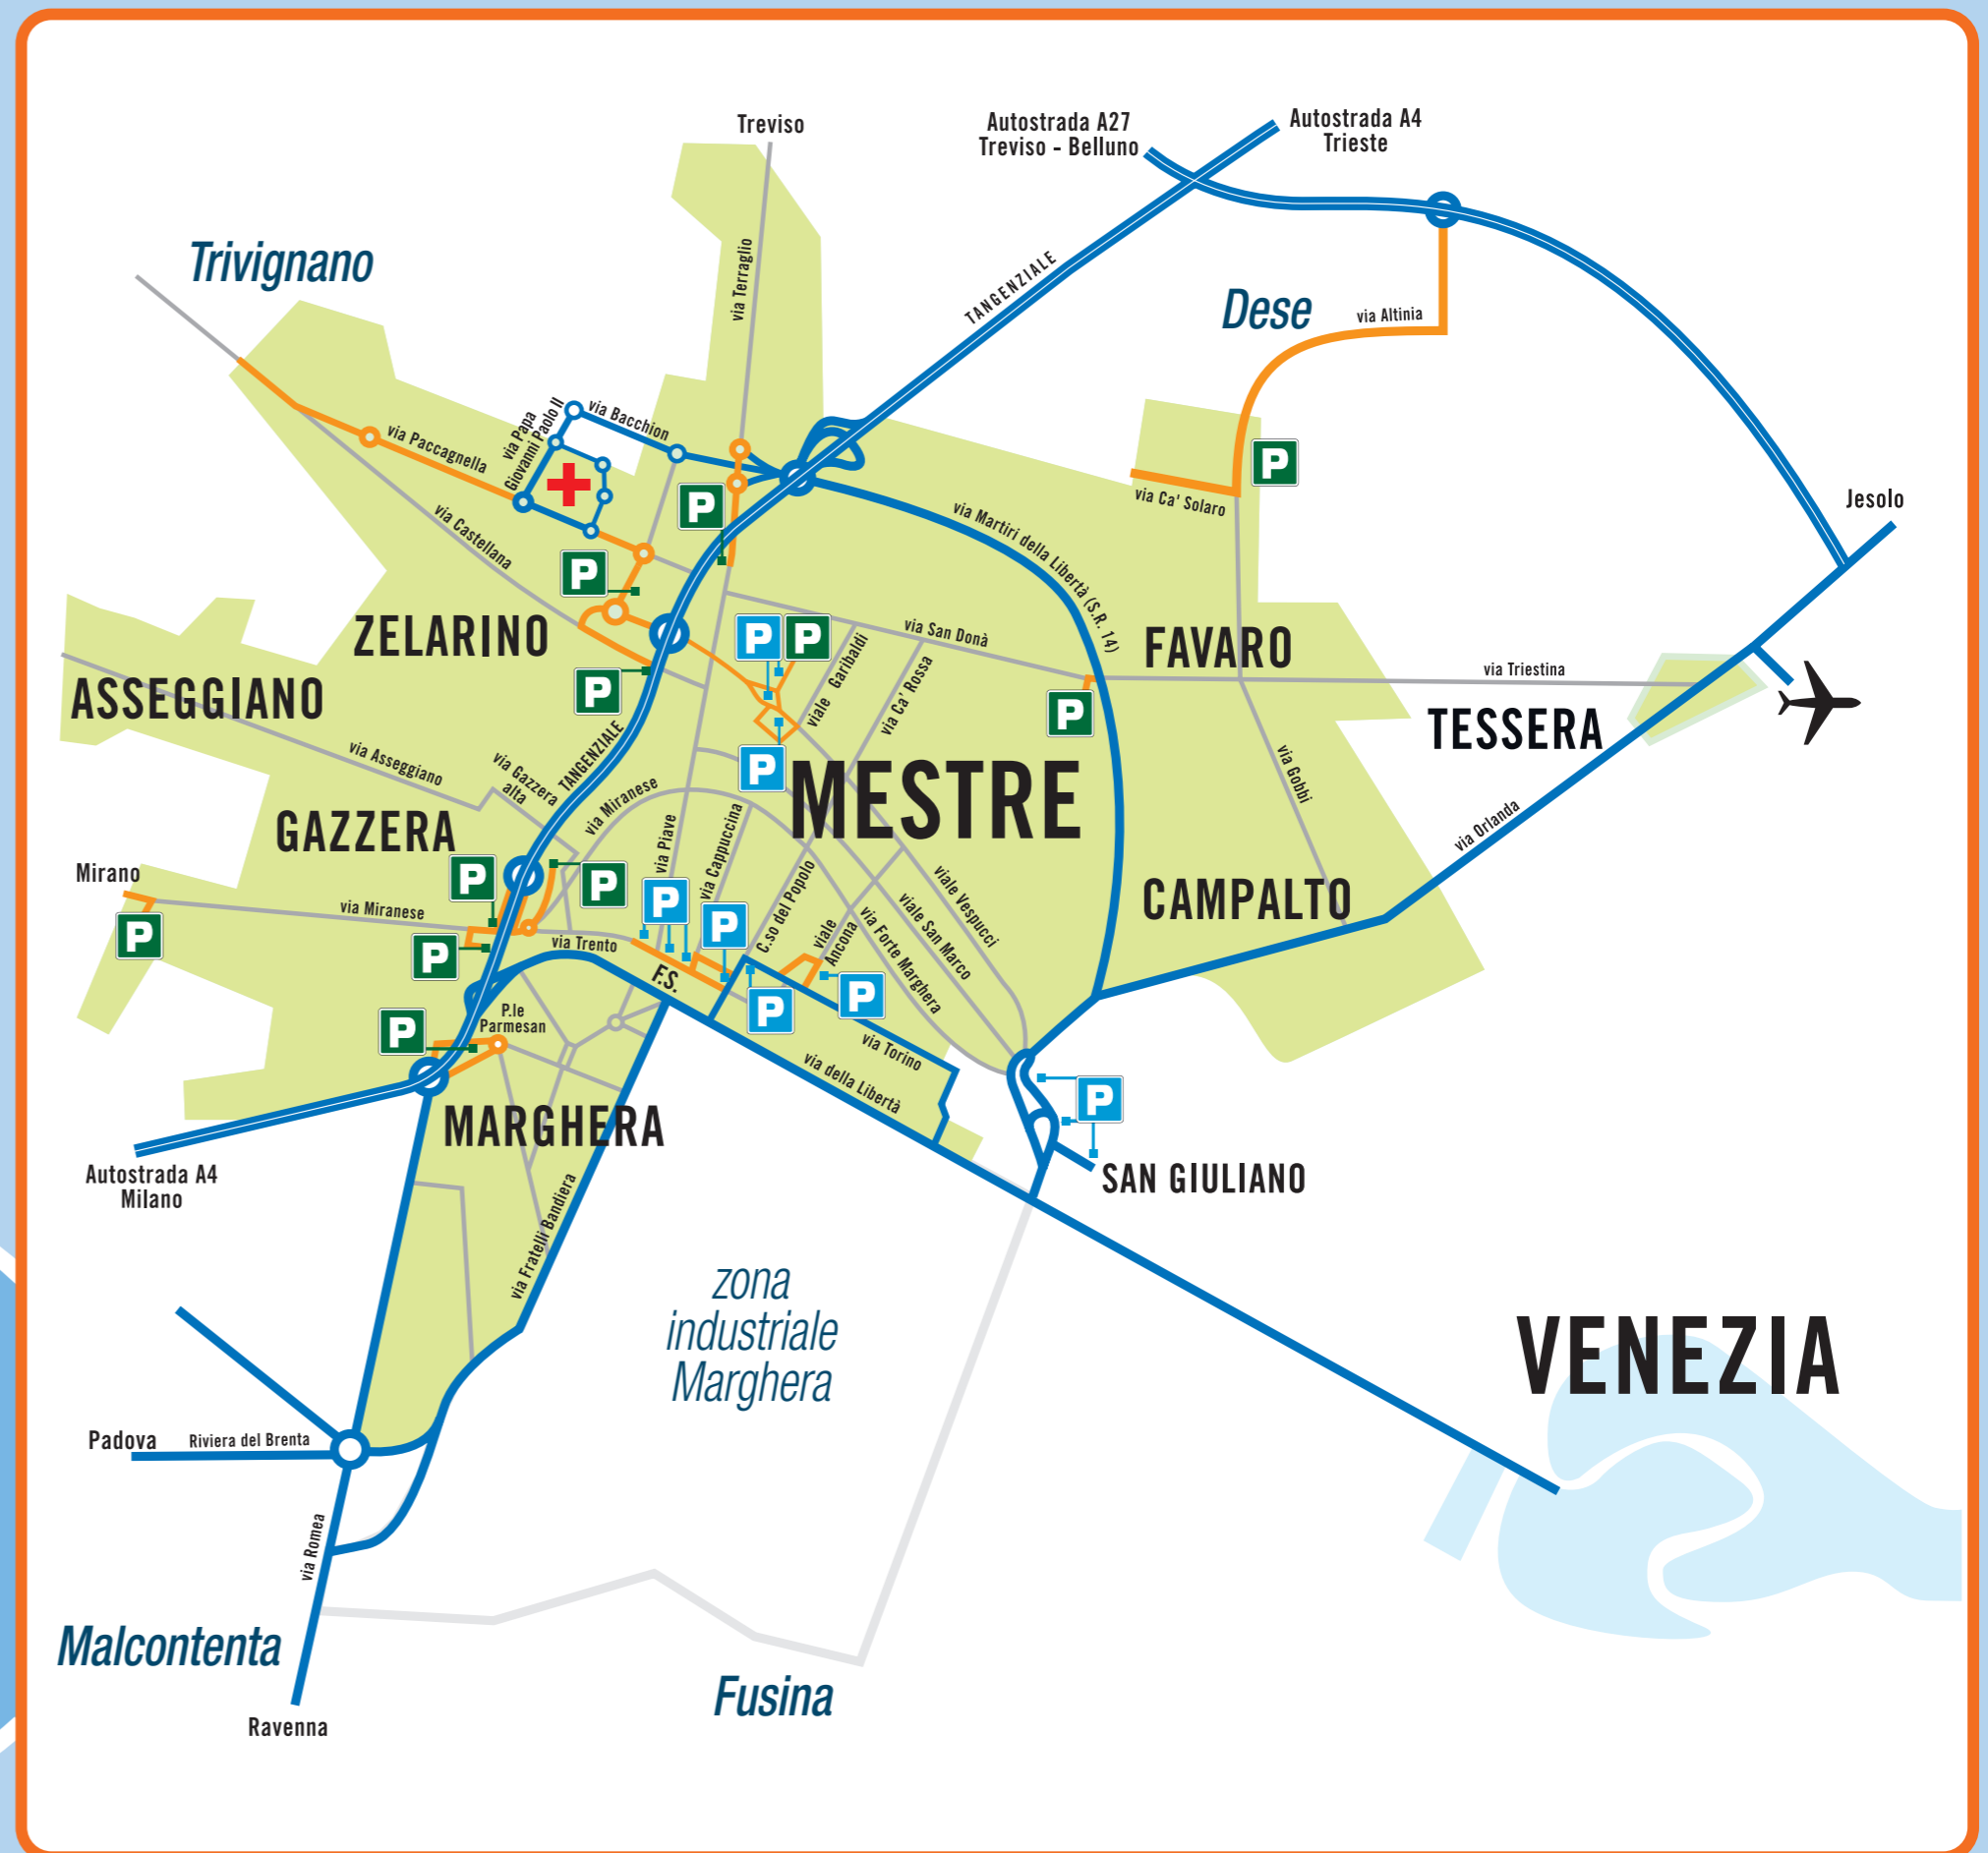 Treviso
Autostrada A27
Treviso - Belluno
Autostrada A4
Trieste
Trivignano
via Terraglio
TANGENZIALE
Dese
via Altinia
via Papa
Giovanni Paolo II
via Bacchion
via Paccagnella
P
P
via Ca' Solaro
Jesolo
via Castellana
via Martiri della Libertà (S.R. 14)
P
ZELARINO
P
P
via San Donà
FAVARO
via Triestina
ASSEGGIANO
P
viale Garibaldi
via Ca' Rossa
P
TESSERA
via Asseggiano
via Gazzera
alta
TANGENZIALE
P
MESTRE
via Gobbi
via Miranese
GAZZERA
via Piave
via Cappuccina
via Orlanda
Mirano
P
P
P
C.so del Popolo
viale Vespucci
CAMPALTO
via Miranese
P
P
via Trento
P
viale
Ancona
via Forte Marghera
viale San Marco
P
F.S.
P
P
P.le
Parmesan
P
via Torino
via della Libertà
P
MARGHERA
SAN GIULIANO
Autostrada A4
Milano
via Fratelli Bandiera
zona
industriale
Marghera
VENEZIA
Padova
Riviera del Brenta
via Romea
Malcontenta
Fusina
Ravenna